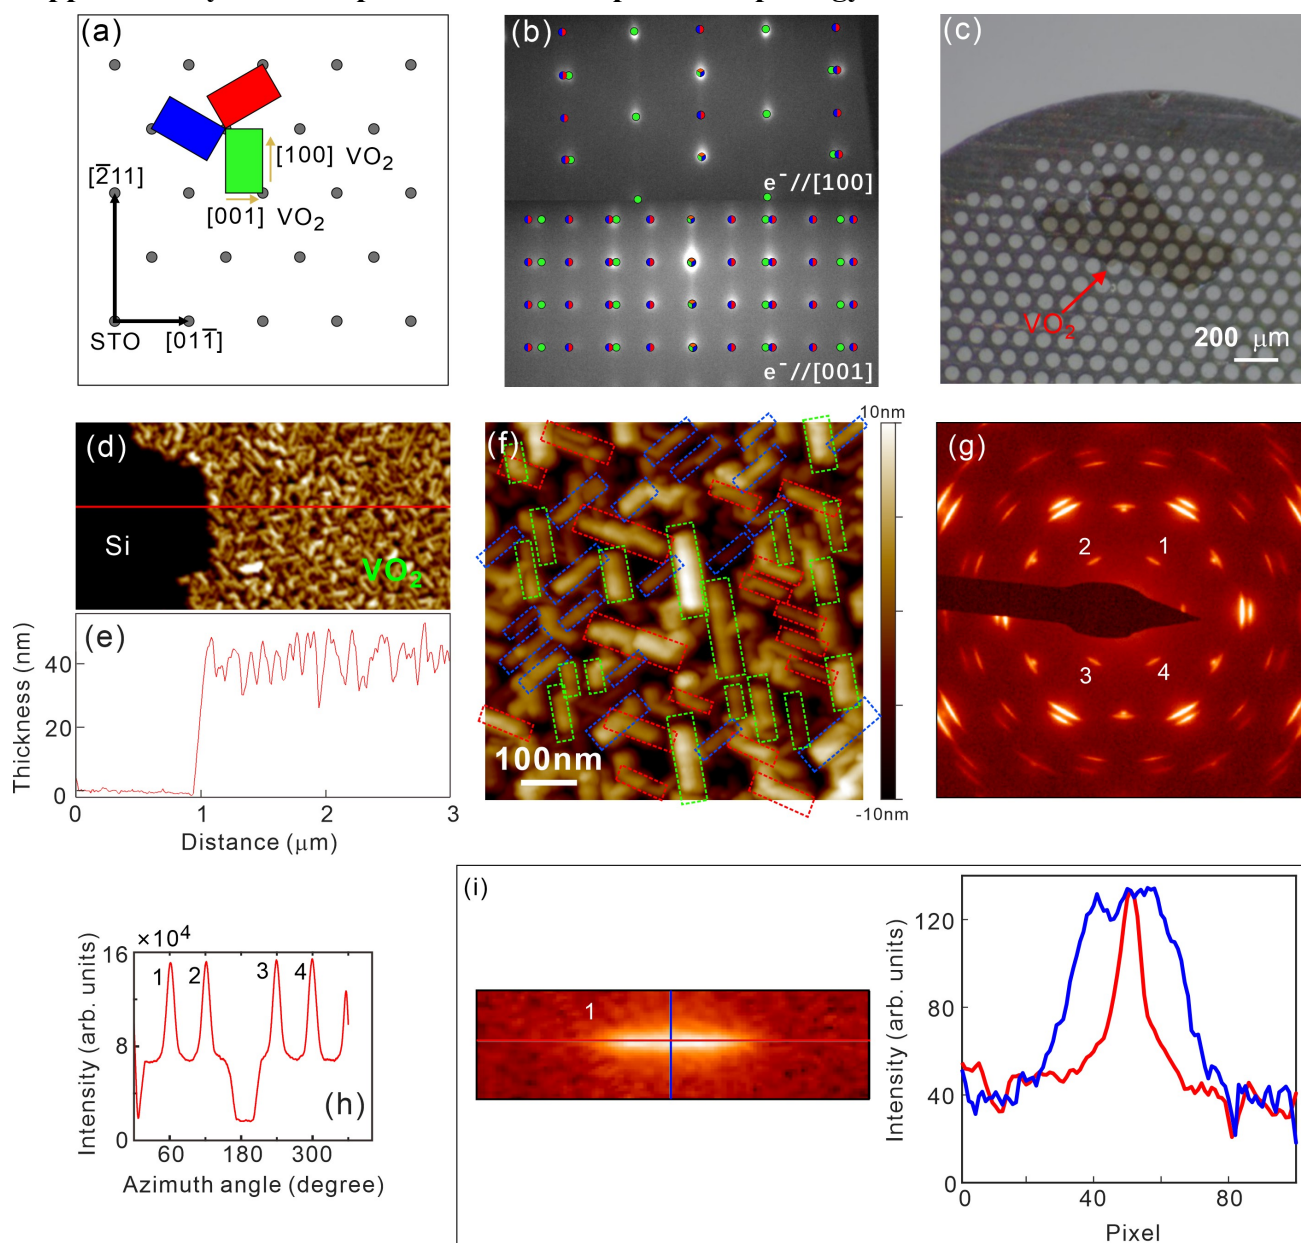 (a)
[100] VO₂
[2̅11]
[001] VO₂
STO
[011̅]
(b)
e⁻//[100]
e⁻//[001]
(c)
VO₂
200 μm
(d)
Si
VO₂
(e)
Thickness (nm)
40
20
0
0 1 2 3
Distance (μm)
(f)
10nm
100nm
-10nm
(g)
2 1
3 4
(h)
×10⁴
16
8
0
1 2 3 4
Intensity (arb. units)
60 180 300
Azimuth angle (degree)
(i)
1
Intensity (arb. units)
120
80
40
0
0 40 80
Pixel